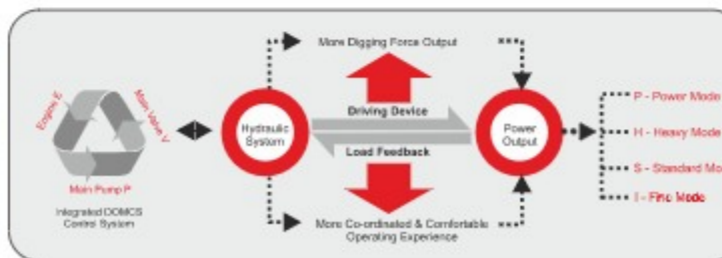 More Digging Force Output
Engine E
Main Valve V
Main Pump P
Integrated DOMCS
Control System
Hydraulic
System
Driving Device
Load Feedback
Power
Output
More Co-ordinated & Comfortable
Operating Experience
P - Power Mode
H - Heavy Mode
S - Standard Mo
I - Fine Mode